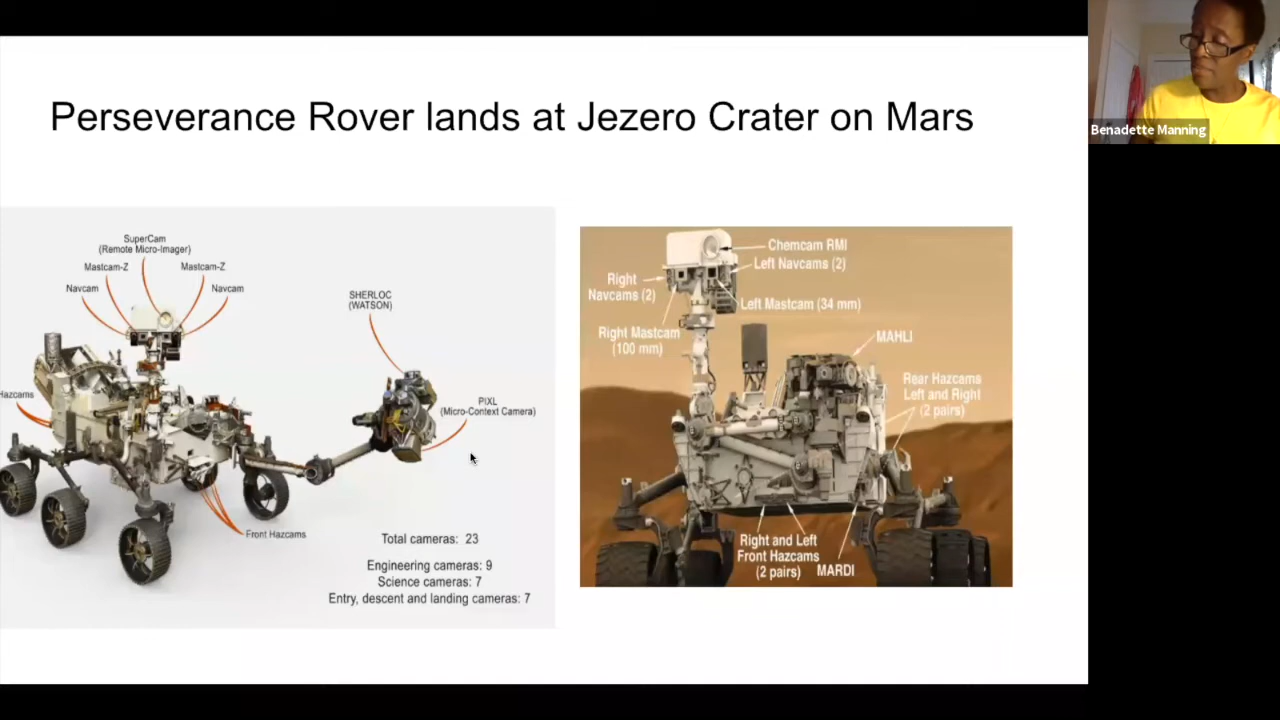 Perseverance Rover lands at Jezero Crater on Mars
Benadette Manning
SuperCam
(Remote Micro-Imager)
Mastcam-Z
Mastcam-Z
Navcam
Navcam
SHERLOC
(WATSON)
Hazcams
PIXL
(Micro-Context Camera)
Front Hazcams
Total cameras: 23
Engineering cameras: 9
Science cameras: 7
Entry, descent and landing cameras: 7
Chemcam RMI
Left Navcams (2)
Right
Navcams (2)
Left Mastcam (34 mm)
Right Mastcam
(100 mm)
MAHLI
Rear Hazcams
Left and Right
(2 pairs)
Right and Left
Front Hazcams
(2 pairs)
MARDI